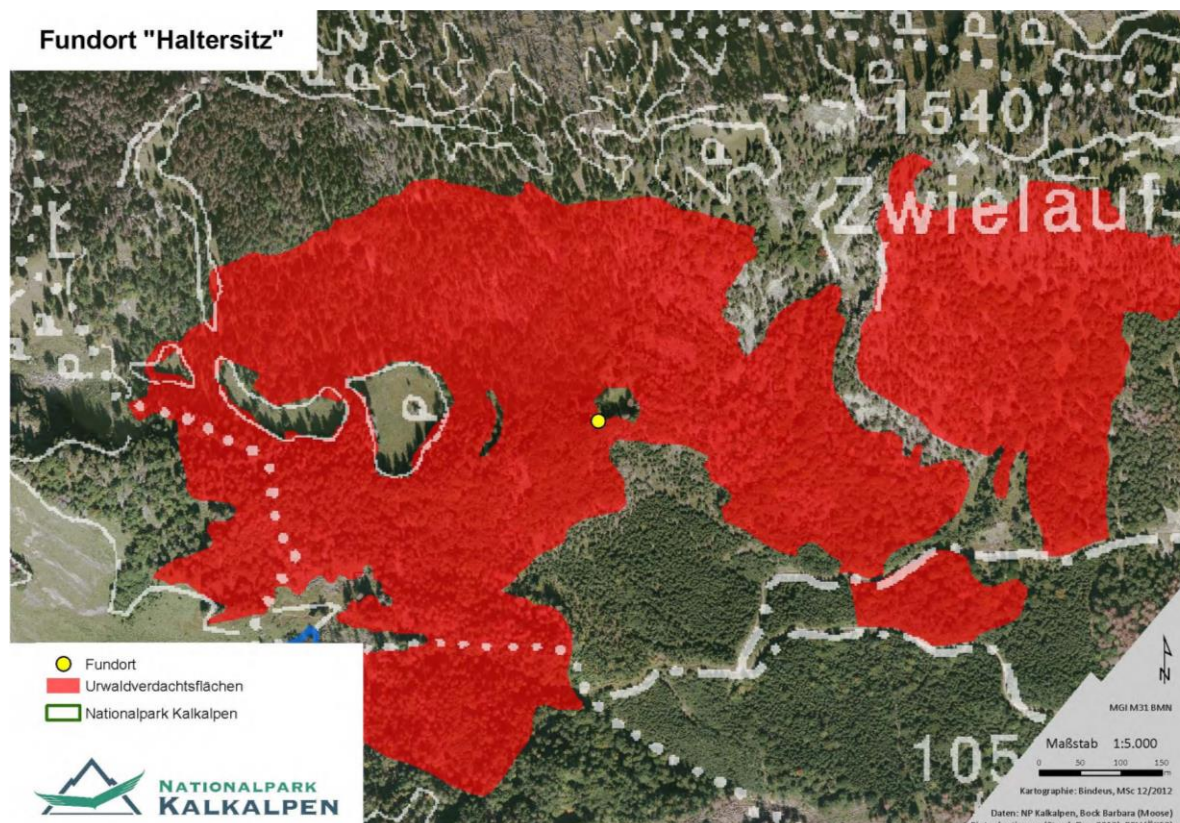 Fundort "Haltersitz"
P
P
P
P
P
P
P
P
1540
Zwielauf
P
Fundort
Urwaldverdachtsflächen
Nationalpark Kalkalpen
NATIONALPARK
KALKALPEN
105
N
MGI M31 BMN
Maßstab 1:5.000
0 50 100 150
Kartographie: Bindeus, MSc 12/2012
Daten: NP Kalkalpen, Bock Barbara (Moose)